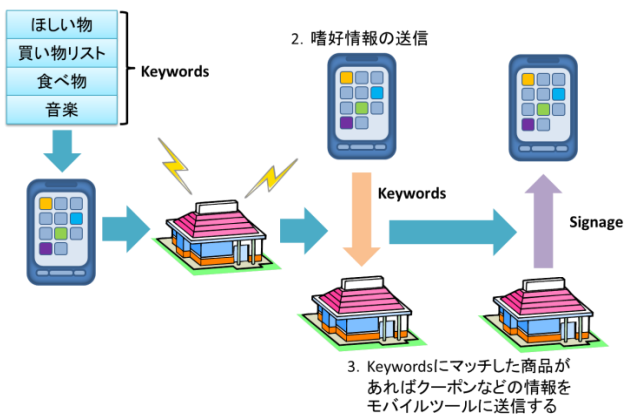 ほしい物
買い物リスト
食べ物
音楽
Keywords
2. 嗜好情報の送信
Keywords
Signage
3. Keywordsにマッチした商品が
あればクーポンなどの情報を
モバイルツールに送信する